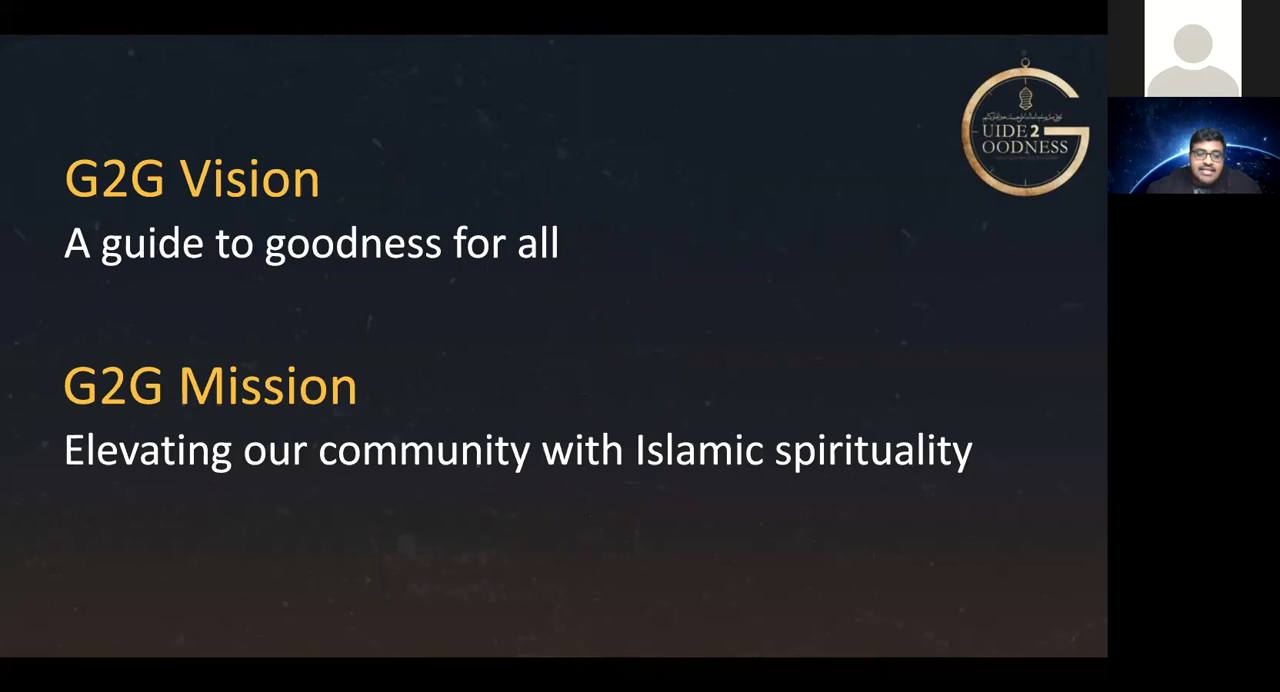 G2G Vision
A guide to goodness for all
G2G Mission
Elevating our community with Islamic spirituality
UIDE 2
OODNESS